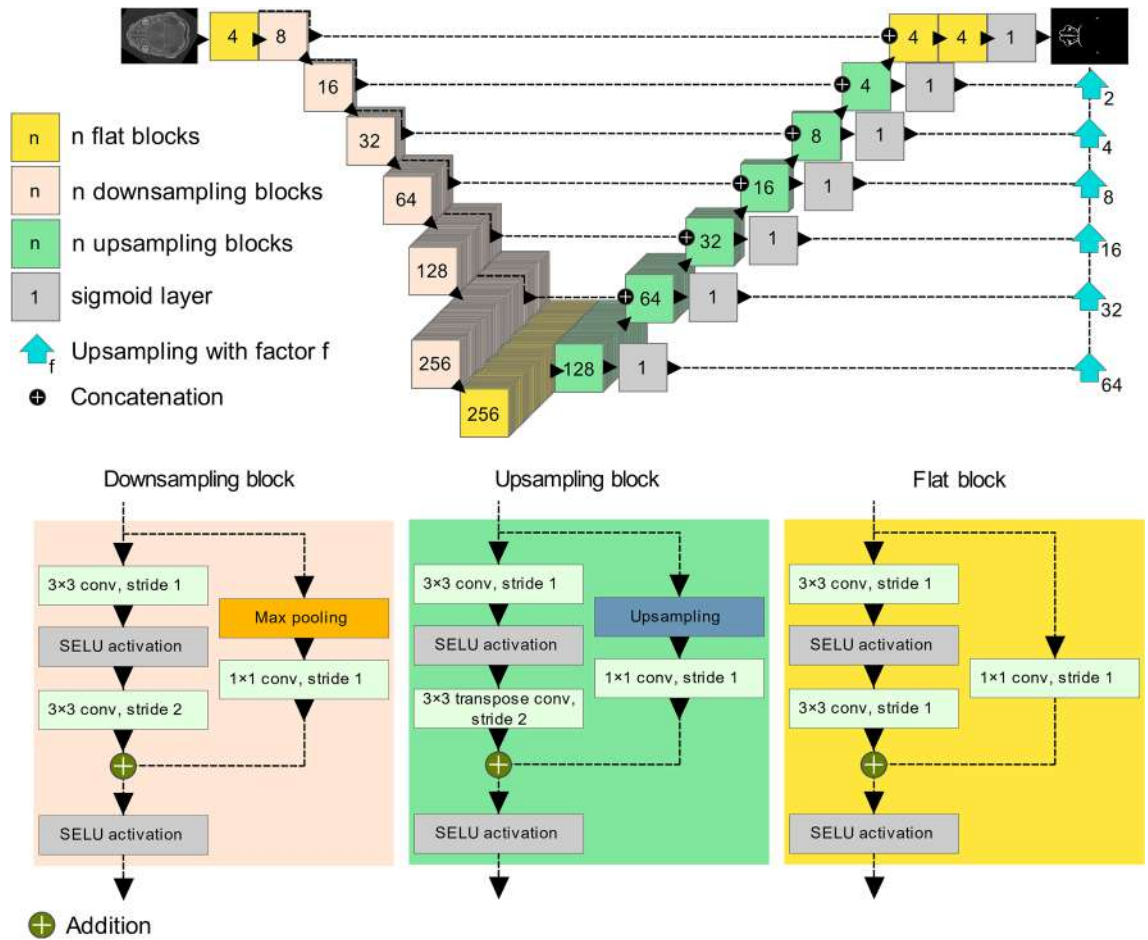 4 8 4 4 1
16 4 1 2
n n flat blocks
32 8 1 4
n n downsampling blocks
64 16 1 8
n n upsampling blocks
128 32 1 16
1 sigmoid layer
64 1 32
f Upsampling with factor f
256 128 1 64
Concatenation
256
Downsampling block
3×3 conv, stride 1
Max pooling
SELU activation
1×1 conv, stride 1
3×3 conv, stride 2
SELU activation
Upsampling block
3×3 conv, stride 1
Upsampling
SELU activation
1×1 conv, stride 1
3×3 transpose conv,
stride 2
SELU activation
Flat block
3×3 conv, stride 1
SELU activation
1×1 conv, stride 1
3×3 conv, stride 1
SELU activation
Addition